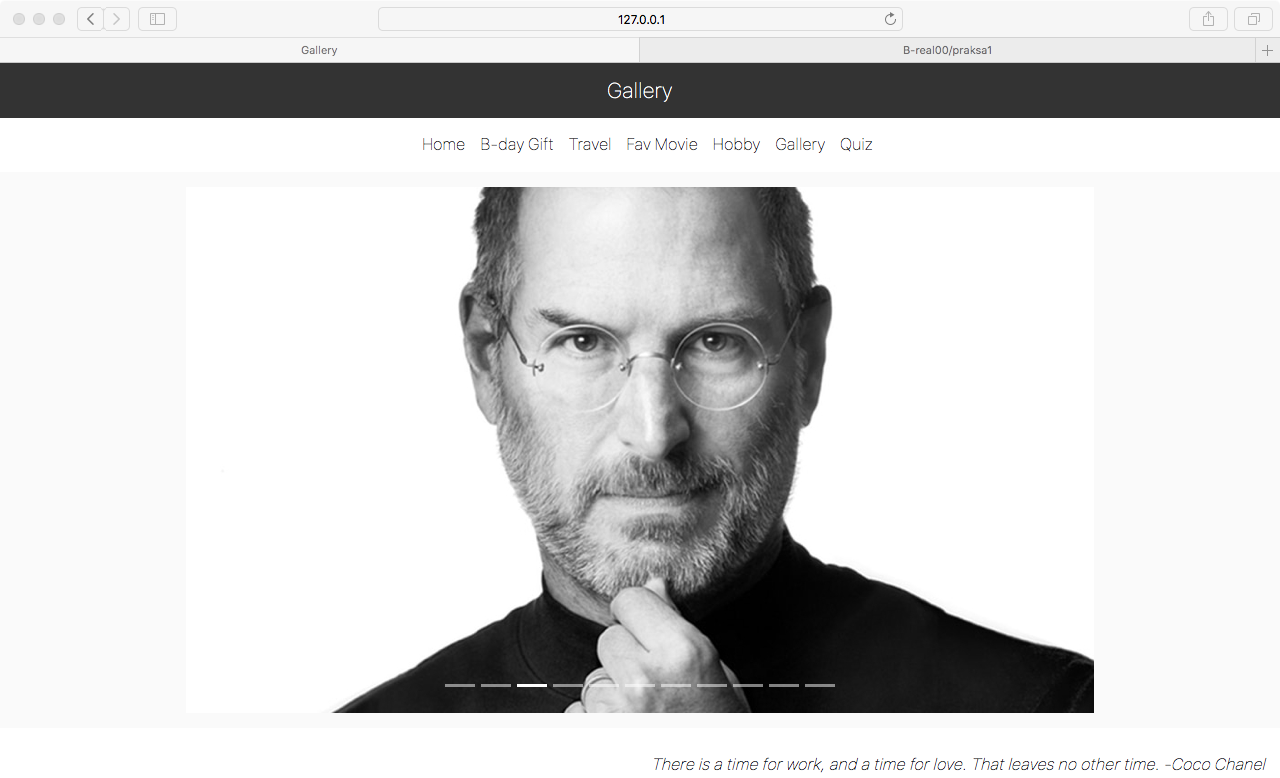 127.0.0.1
Gallery
B-real00/praksa1
Gallery
Home B-day Gift Travel Fav Movie Hobby Gallery Quiz
There is a time for work, and a time for love. That leaves no other time. -Coco Chanel